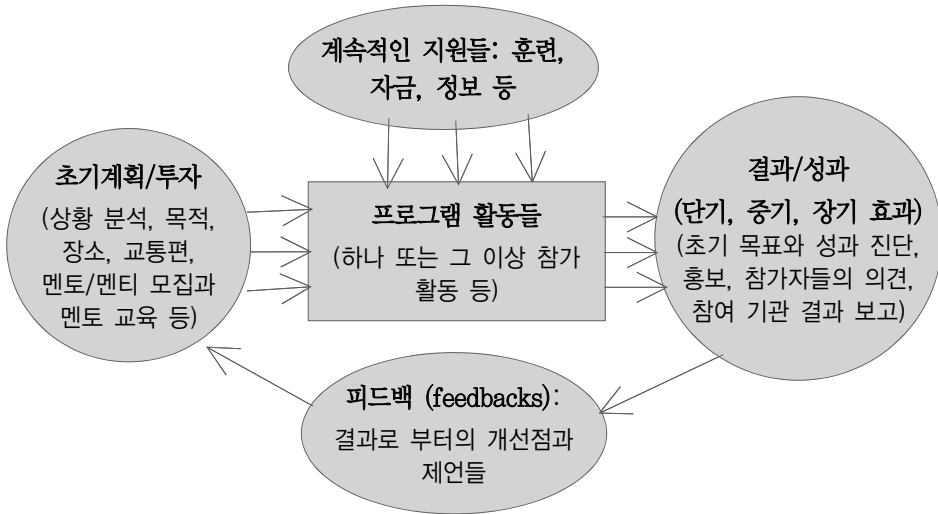 계속적인 지원들: 훈련,
자금, 정보 등
초기계획/투자
(상황 분석, 목적,
장소, 교통편,
멘토/멘티 모집과
멘토 교육 등)
프로그램 활동들
(하나 또는 그 이상 참가
활동 등)
결과/성과
(단기, 중기, 장기 효과)
(초기 목표와 성과 진단,
홍보, 참가자들의 의견,
참여 기관 결과 보고)
피드백 (feedbacks):
결과로 부터의 개선점과
제언들